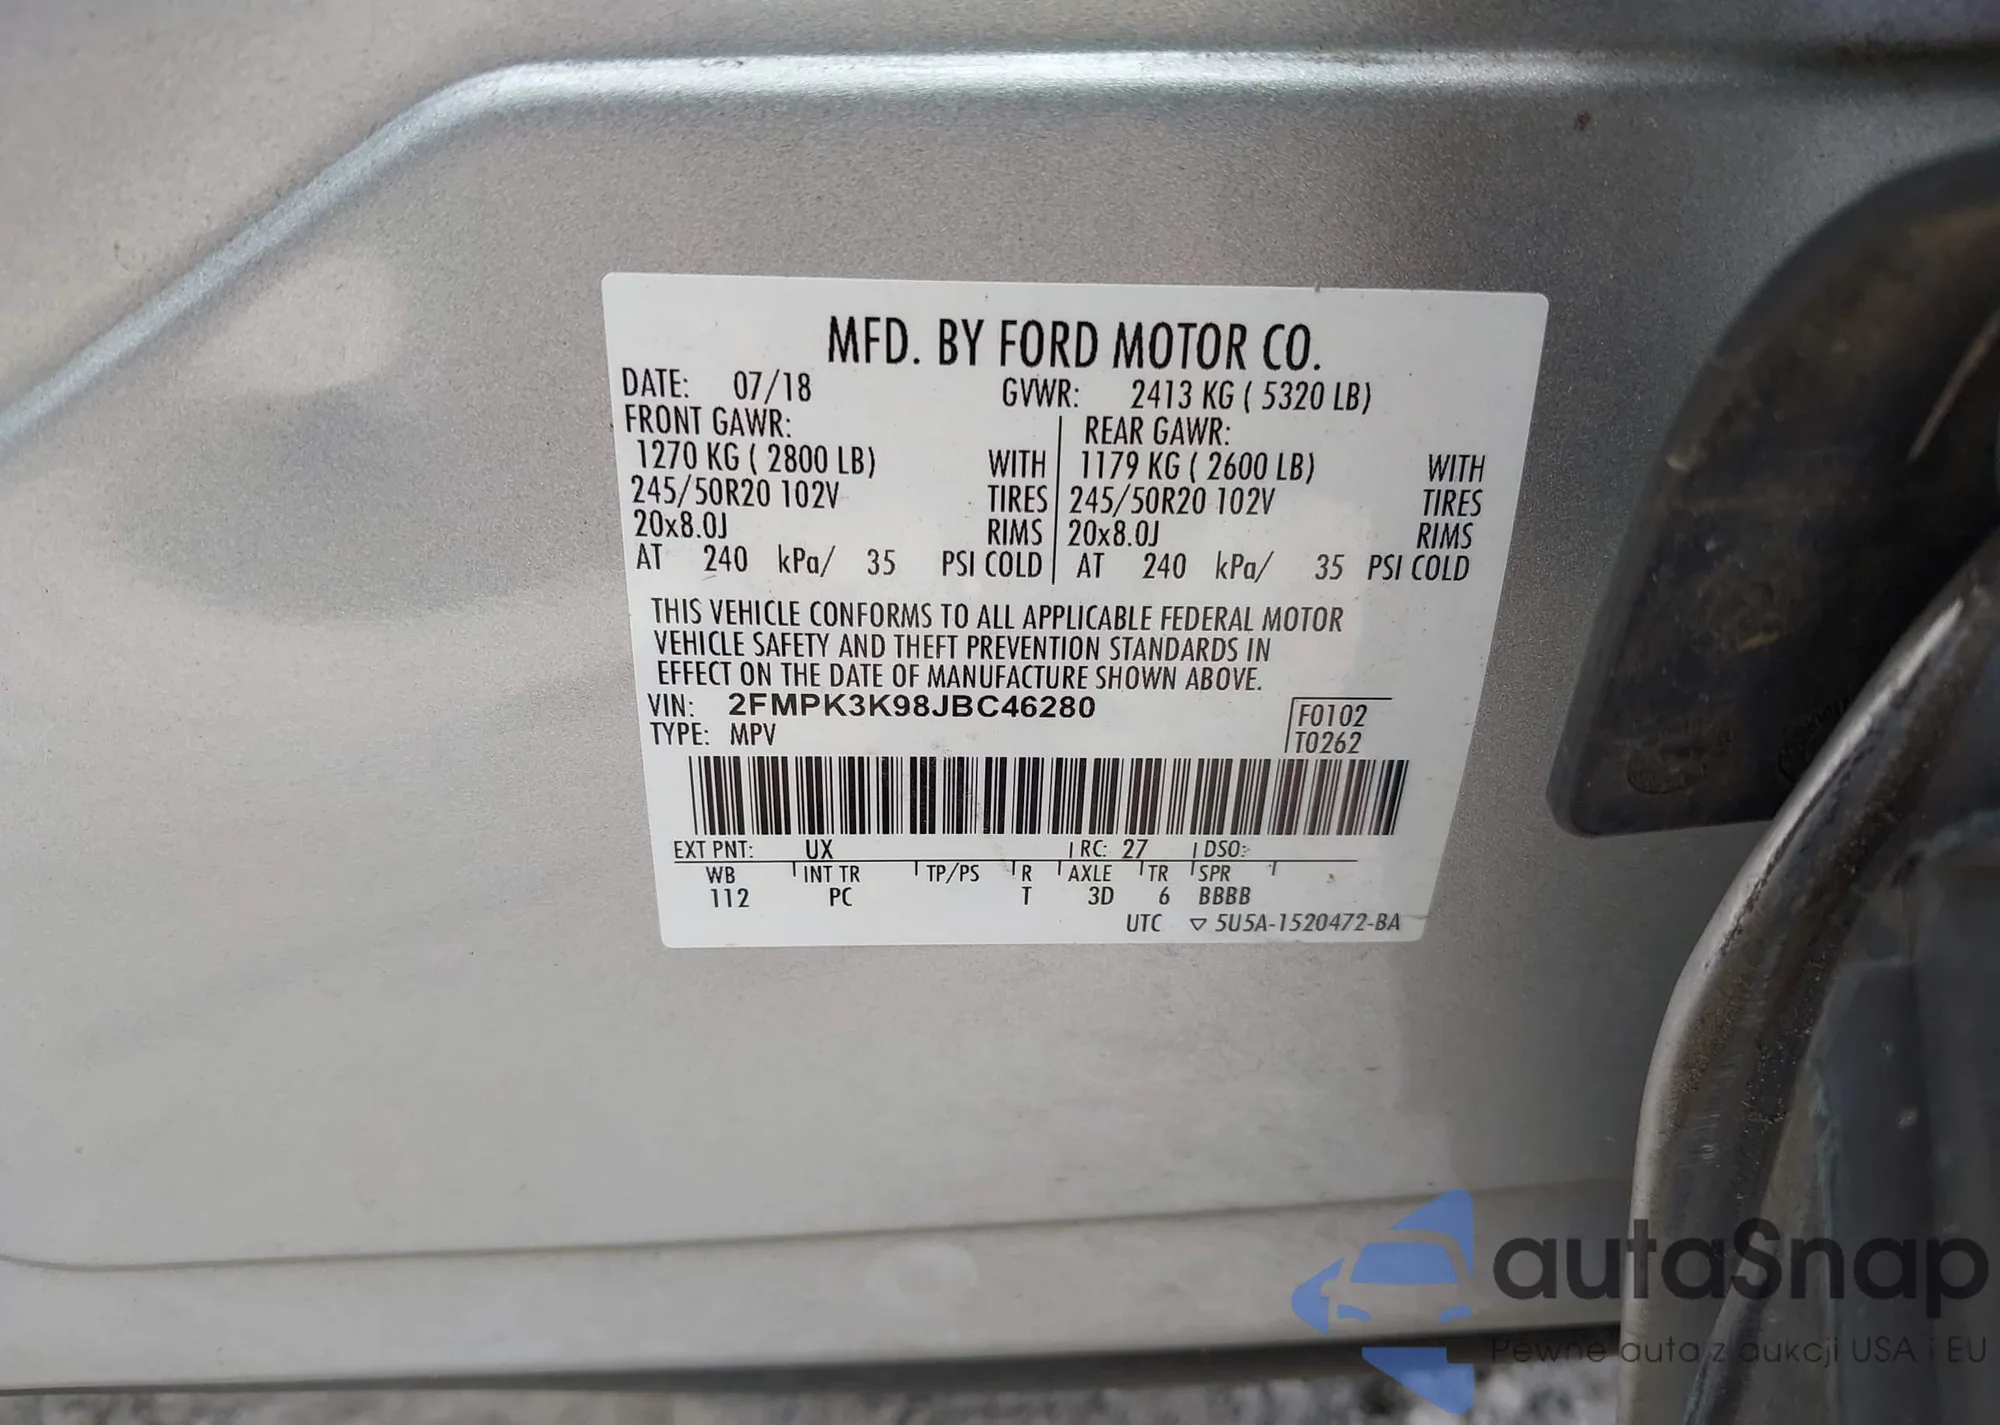 MFD. BY FORD MOTOR CO.
DATE: 07/18 GVWR: 2413 KG ( 5320 LB)
FRONT GAWR: REAR GAWR:
1270 KG ( 2800 LB) WITH 1179 KG ( 2600 LB) WITH
245/50R20 102V TIRES 245/50R20 102V TIRES
20x8.0J RIMS 20x8.0J RIMS
AT 240 kPa/ 35 PSI COLD AT 240 kPa/ 35 PSI COLD
THIS VEHICLE CONFORMS TO ALL APPLICABLE FEDERAL MOTOR
VEHICLE SAFETY AND THEFT PREVENTION STANDARDS IN
EFFECT ON THE DATE OF MANUFACTURE SHOWN ABOVE.
VIN: 2FMPK3K98JBC46280
F0102
TYPE: MPV
T0262
EXT PNT: UX RC: 27 DSO:
WB INT TR TP/PS R AXLE TR SPR
112 PC T 3D 6 BBBB
UTC ▽ 5U5A-1520472-BA
autoSnap
Pewne auta z aukcji USA i EU